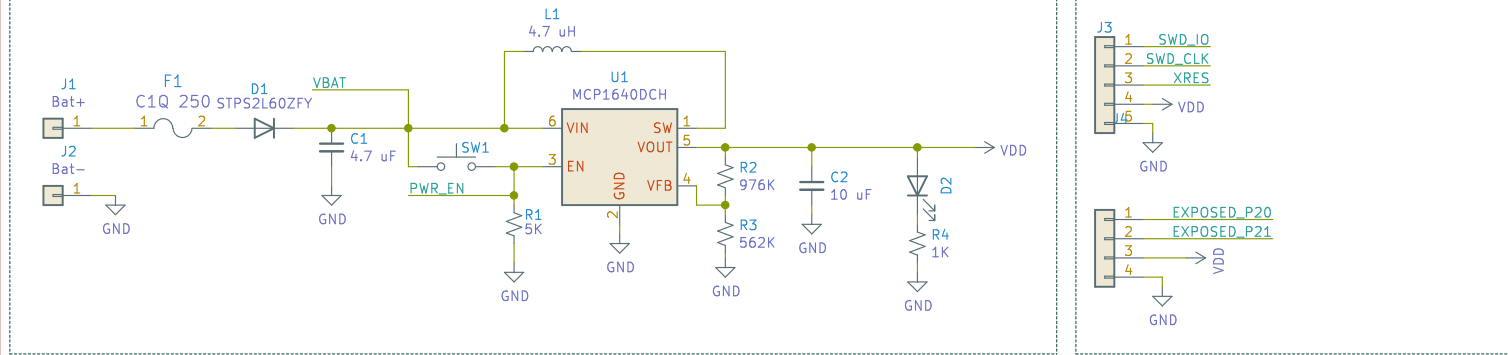 L1
4.7 uH
J1
Bat+
1
F1
C1Q 250
1
2
D1
STPS2L60ZFY
VBAT
C1
4.7 uF
GND
J2
Bat-
1
GND
SW1
PWR_EN
R1
5K
GND
U1
MCP1640DCH
6
VIN
3
EN
GND
2
GND
SW
1
VOUT
5
VFB
4
R2
976K
R3
562K
GND
C2
10 uF
GND
D2
R4
1K
GND
VDD
J3
1
SWD_IO
2
SWD_CLK
3
XRES
4
VDD
5
GND
J4
1
EXPOSED_P20
2
EXPOSED_P21
3
VDD
4
GND